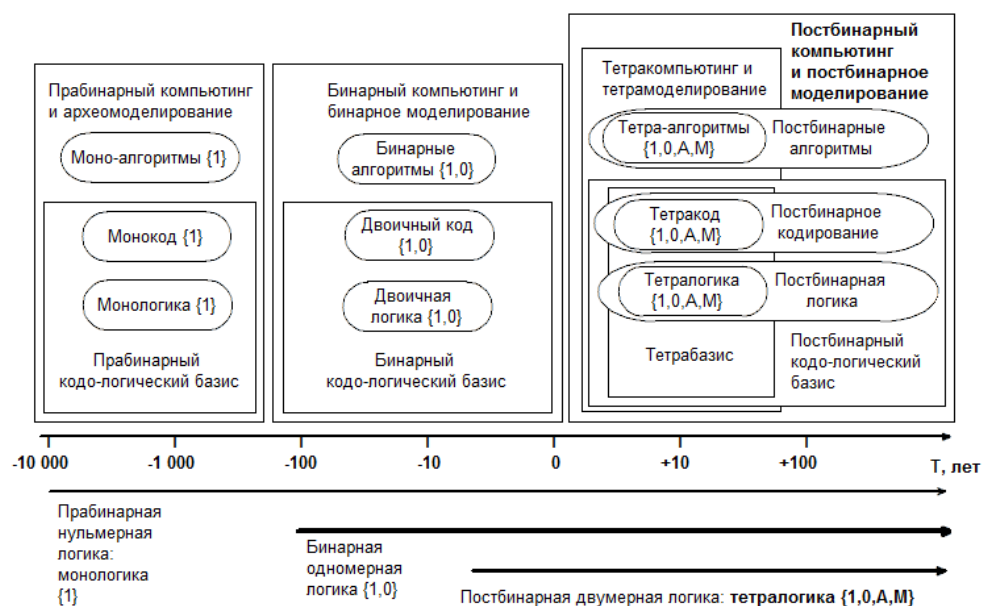 Прабинарный компьютинг
и археомоделирование
Моно-алгоритмы {1}
Монокод {1}
Монологика {1}
Прабинарный
кодо-логический базис
Бинарный компьютинг и
бинарное моделирование
Бинарные
алгоритмы {1,0}
Двоичный код
{1,0}
Двоичная
логика {1,0}
Бинарный
кодо-логический базис
Постбинарный
компьютинг
и постбинарное
моделирование
Тетракомпьютинг и
тетрамоделирование
Тетра-алгоритмы
{1,0,А,М}
Постбинарные
алгоритмы
Тетракод
{1,0,А,М}
Постбинарное
кодирование
Тетралогика
{1,0,А,М}
Постбинарная
логика
Тетрабазис
Постбинарный
кодо-логический
базис
-10 000
-1 000
-100
-10
0
+10
+100
Т, лет
Прабинарная
нульмерная
логика:
монологика
{1}
Бинарная
одномерная
логика {1,0}
Постбинарная двумерная логика: тетралогика {1,0,А,М}